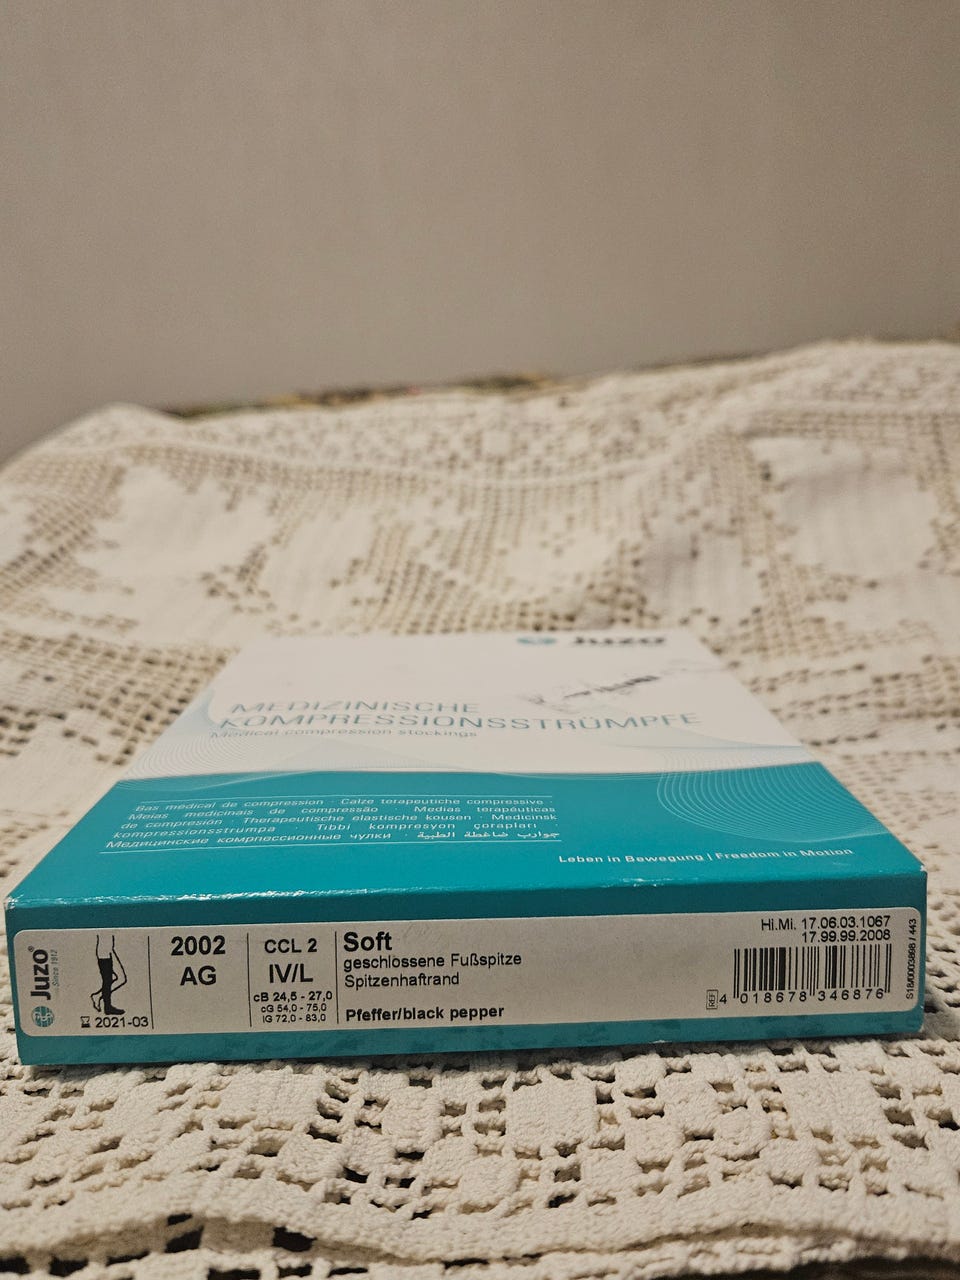 Juzo
MEDIZINISCHE
KOMPRESSIONSSTRÜMPFE
Medical compression stockings
Bas médical de compression · Calze terapeutiche compressive ·
Meias medicinais de compressão · Medias terapéuticas
de compresión · Therapeutische elastische kousen · Medicinsk
kompressionsstrumpa · Tıbbi kompresyon çorapları ·
Медицинские компрессионные чулки · جوارب ضاغطة الطبية
Leben in Bewegung | Freedom in Motion
Juzo®
Since 1912
2021-03
2002
AG
CCL 2
IV/L
cB 24,5 - 27,0
cG 54,0 - 75,0
lG 72,0 - 83,0
Soft
geschlossene Fußspitze
Spitzenhaftrand
Pfeffer/black pepper
Hi.Mi. 17.06.03.1067
17.99.99.2008
REF
4 018678 346876
S18/0003898 / 443